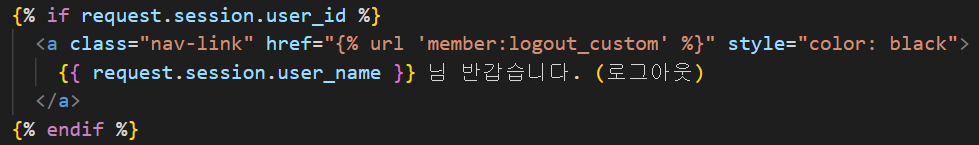 {% if request.session.user_id %}
<a class="nav-link" href="{% url 'member:logout_custom' %}" style="color: black">
{{ request.session.user_name }} 님 반갑습니다. (로그아웃)
</a>
{% endif %}